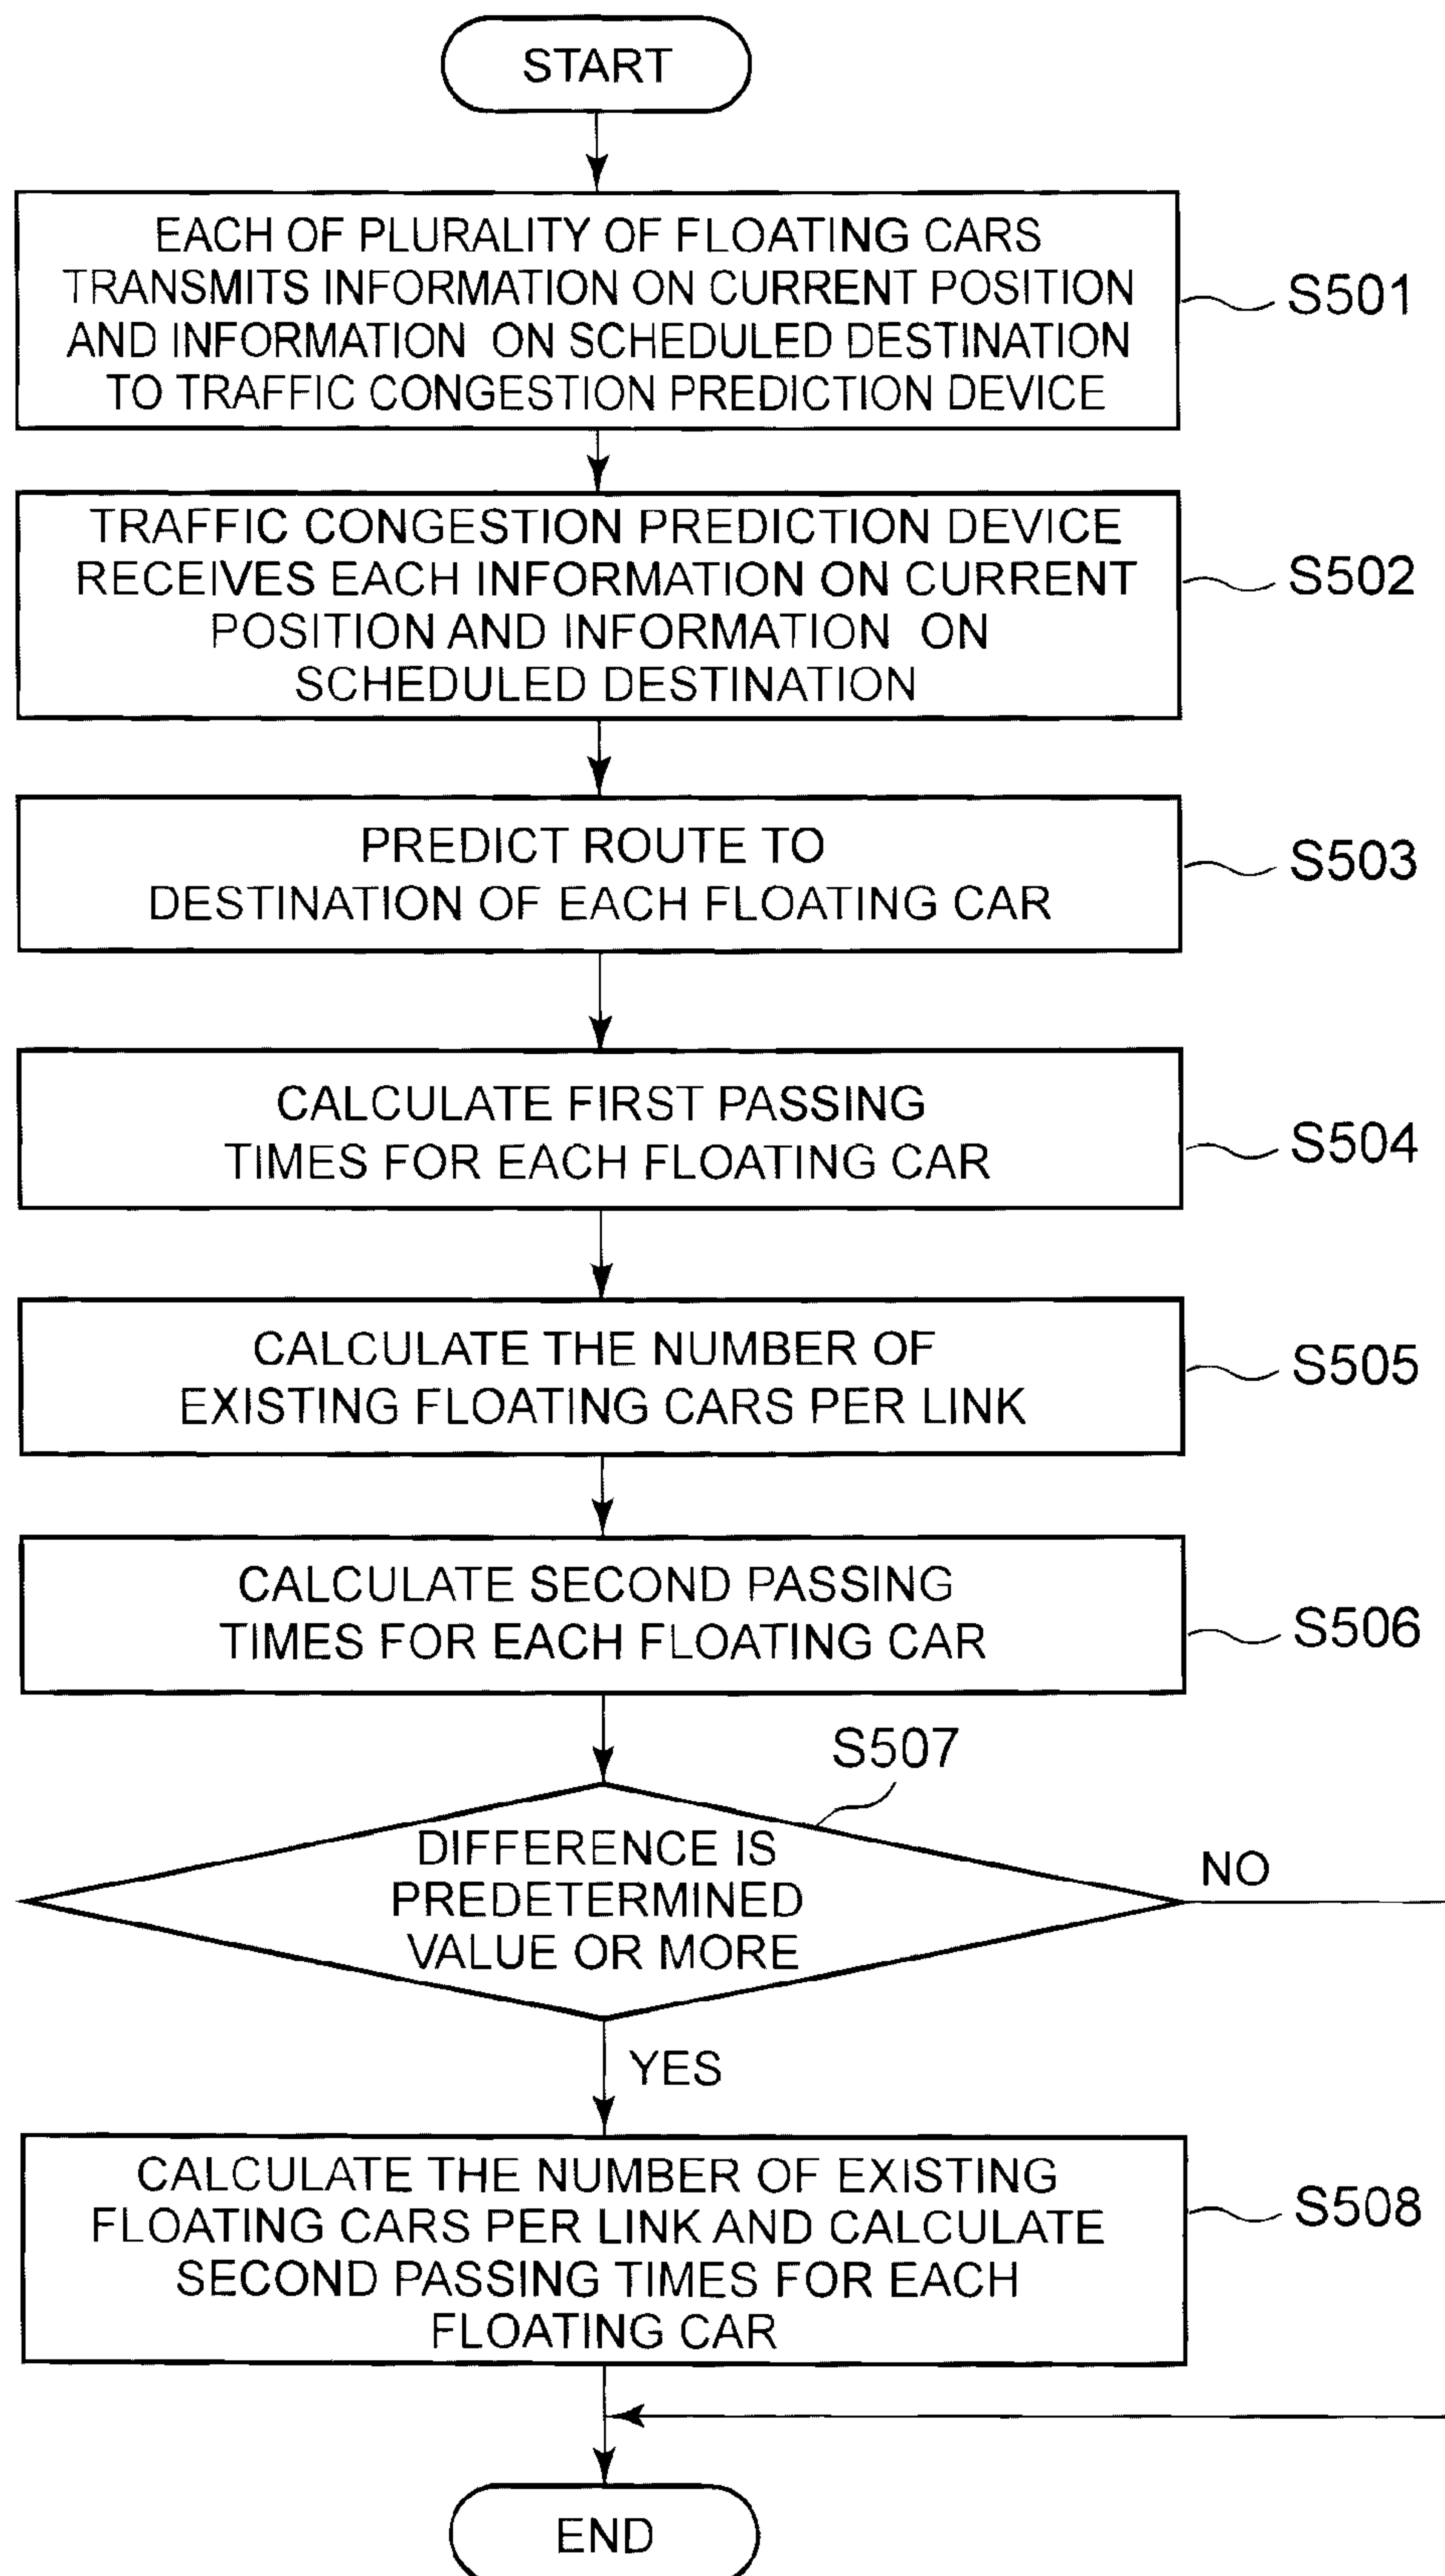 START
EACH OF PLURALITY OF FLOATING CARS
TRANSMITS INFORMATION ON CURRENT POSITION
AND INFORMATION ON SCHEDULED DESTINATION
TO TRAFFIC CONGESTION PREDICTION DEVICE
S501
TRAFFIC CONGESTION PREDICTION DEVICE
RECEIVES EACH INFORMATION ON CURRENT
POSITION AND INFORMATION ON
SCHEDULED DESTINATION
S502
PREDICT ROUTE TO
DESTINATION OF EACH FLOATING CAR
S503
CALCULATE FIRST PASSING
TIMES FOR EACH FLOATING CAR
S504
CALCULATE THE NUMBER OF
EXISTING FLOATING CARS PER LINK
S505
CALCULATE SECOND PASSING
TIMES FOR EACH FLOATING CAR
S506
S507
DIFFERENCE IS
PREDETERMINED
VALUE OR MORE
NO
YES
CALCULATE THE NUMBER OF EXISTING
FLOATING CARS PER LINK AND CALCULATE
SECOND PASSING TIMES FOR EACH
FLOATING CAR
S508
END